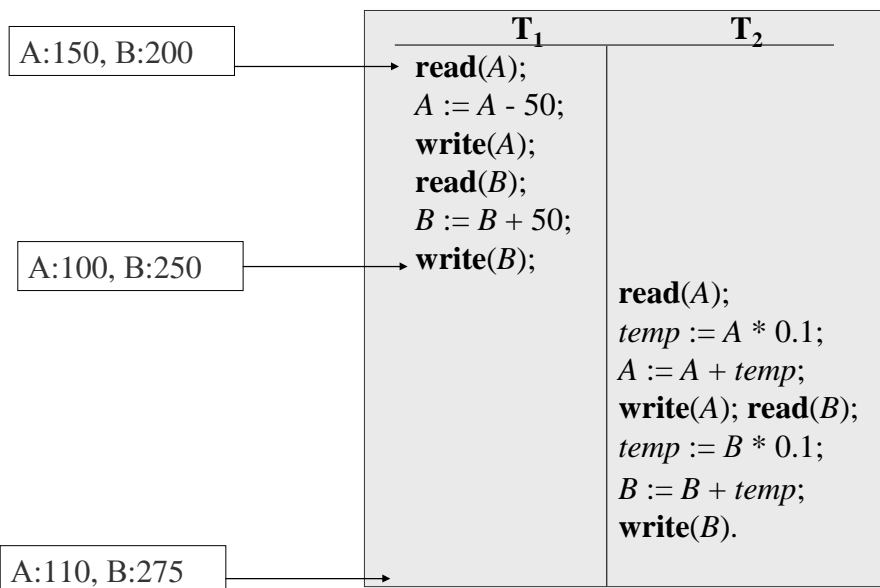 T₁ T₂
A:150, B:200
read(A);
A := A - 50;
write(A);
read(B);
B := B + 50;
write(B);
A:100, B:250
read(A);
temp := A * 0.1;
A := A + temp;
write(A); read(B);
temp := B * 0.1;
B := B + temp;
write(B).
A:110, B:275